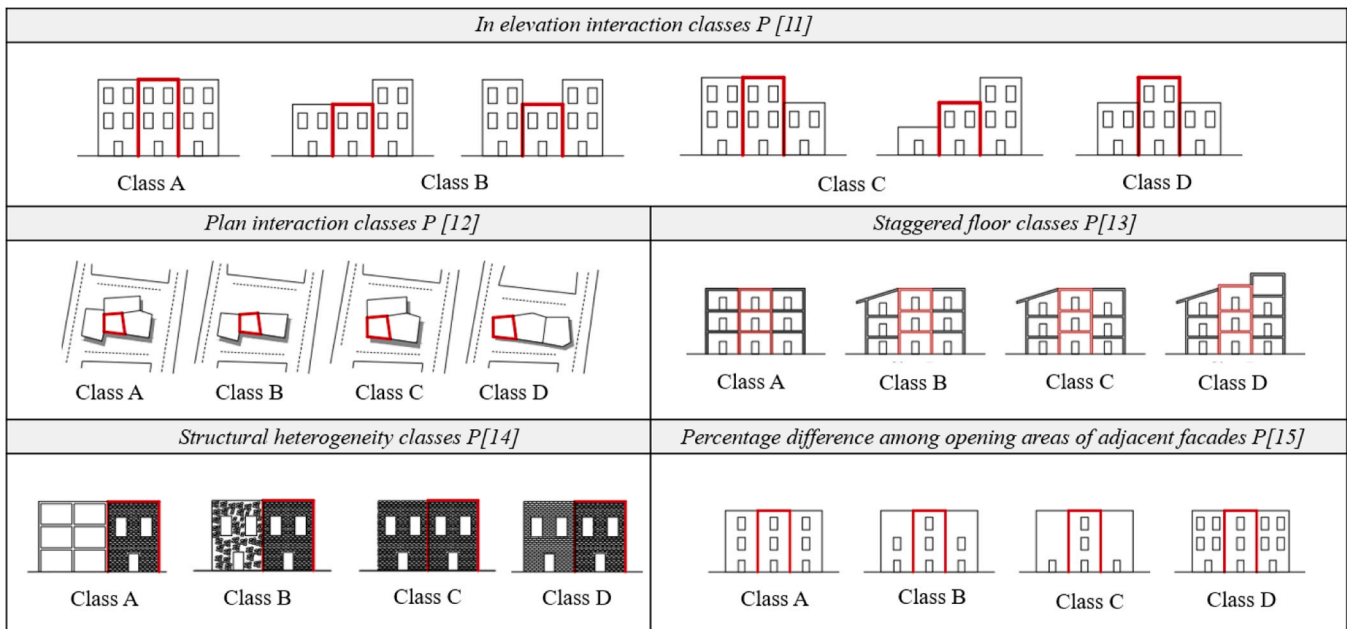 In elevation interaction classes P [11]
Class A
Class B
Class C
Class D
Plan interaction classes P [12]
Class A
Class B
Class C
Class D
Staggered floor classes P[13]
Class A
Class B
Class C
Class D
Structural heterogeneity classes P[14]
Class A
Class B
Class C
Class D
Percentage difference among opening areas of adjacent facades P[15]
Class A
Class B
Class C
Class D